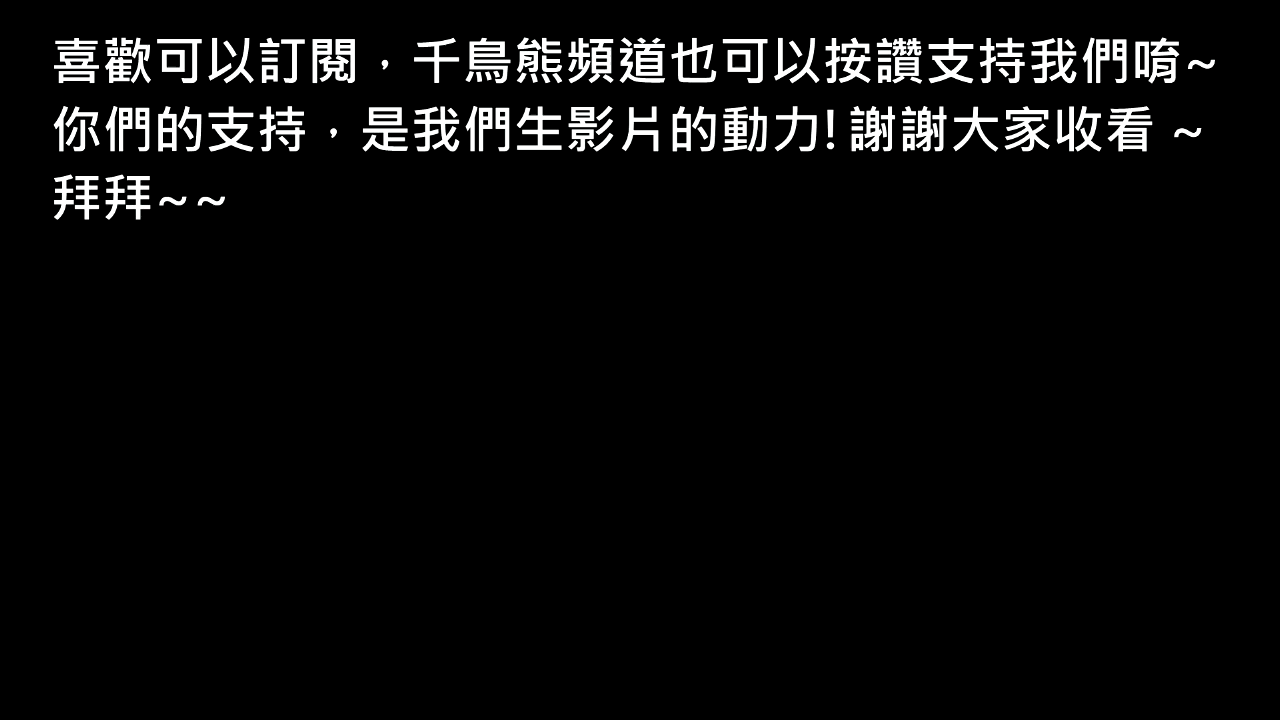 喜歡可以訂閱，千鳥熊頻道也可以按讚支持我們唷~
你們的支持，是我們生影片的動力! 謝謝大家收看 ~
拜拜~~